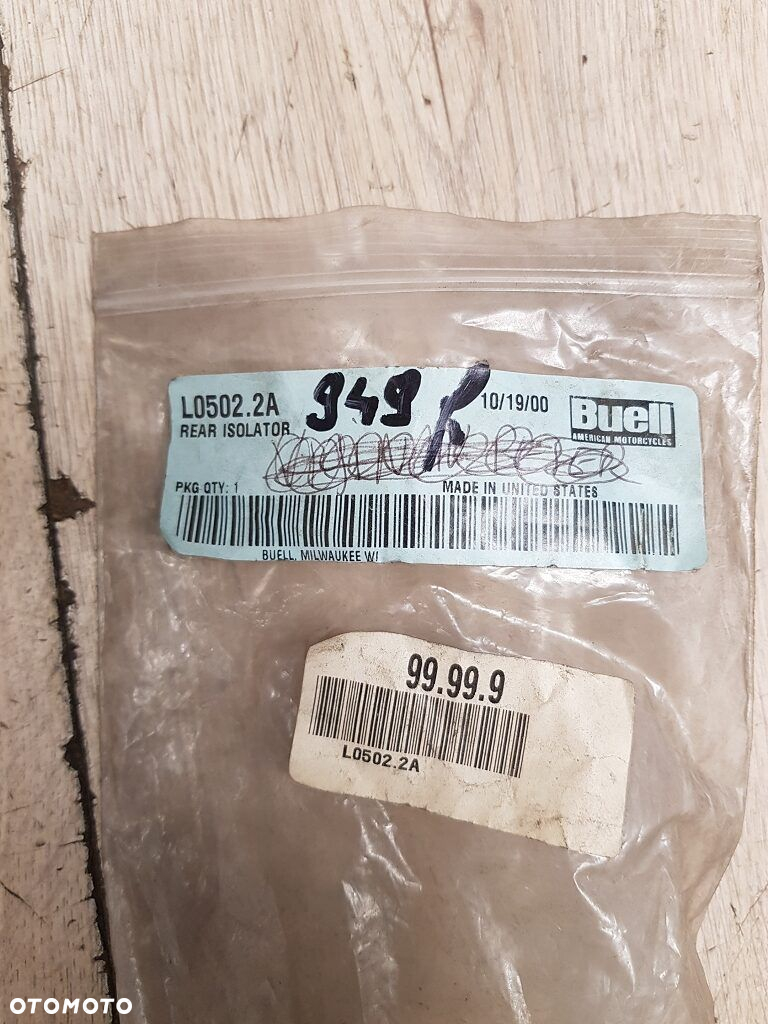 L0502.2A 949 R 10/19/00 Buell
REAR ISOLATOR AMERICAN MOTORCYCLES
PKG QTY: 1 MADE IN UNITED STATES
BUELL, MILWAUKEE WI
99.99.9
L0502.2A
OTOMOTO